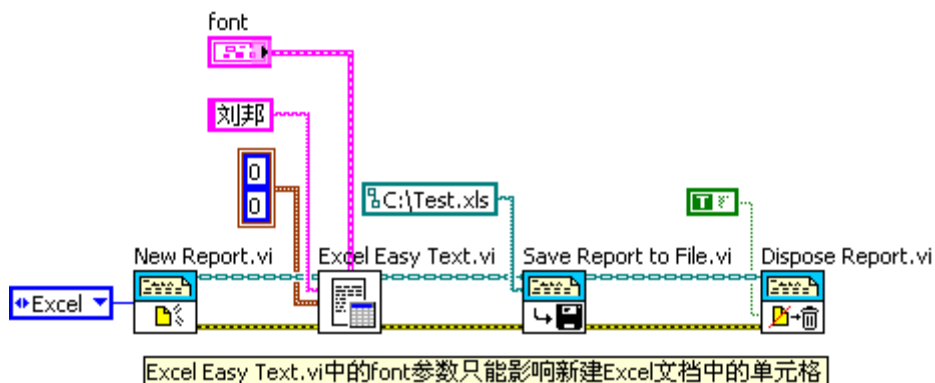 font
刘邦
0
0
C:\Test.xls
T
New Report.vi
Excel Easy Text.vi
Save Report to File.vi
Dispose Report.vi
Excel
Excel Easy Text.vi中的font参数只能影响新建Excel文档中的单元格